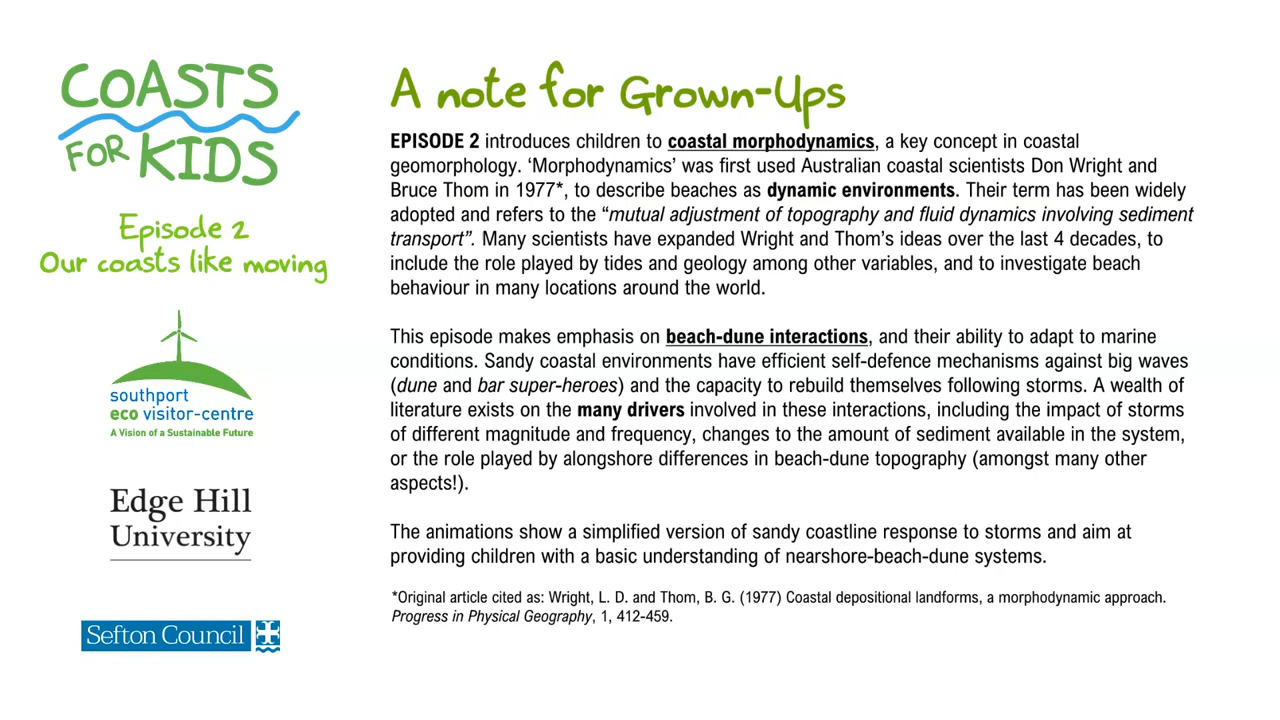 COASTS
FOR KIDS
Episode 2
Our coasts like moving
southport
eco visitor-centre
A Vision of a Sustainable Future
Edge Hill
University
Sefton Council
A note for Grown-Ups
EPISODE 2 introduces children to coastal morphodynamics, a key concept in coastal
geomorphology. ‘Morphodynamics’ was first used Australian coastal scientists Don Wright and
Bruce Thom in 1977*, to describe beaches as dynamic environments. Their term has been widely
adopted and refers to the “mutual adjustment of topography and fluid dynamics involving sediment
transport”. Many scientists have expanded Wright and Thom’s ideas over the last 4 decades, to
include the role played by tides and geology among other variables, and to investigate beach
behaviour in many locations around the world.
This episode makes emphasis on beach-dune interactions, and their ability to adapt to marine
conditions. Sandy coastal environments have efficient self-defence mechanisms against big waves
(dune and bar super-heroes) and the capacity to rebuild themselves following storms. A wealth of
literature exists on the many drivers involved in these interactions, including the impact of storms
of different magnitude and frequency, changes to the amount of sediment available in the system,
or the role played by alongshore differences in beach-dune topography (amongst many other
aspects!).
The animations show a simplified version of sandy coastline response to storms and aim at
providing children with a basic understanding of nearshore-beach-dune systems.
*Original article cited as: Wright, L. D. and Thom, B. G. (1977) Coastal depositional landforms, a morphodynamic approach.
Progress in Physical Geography, 1, 412-459.